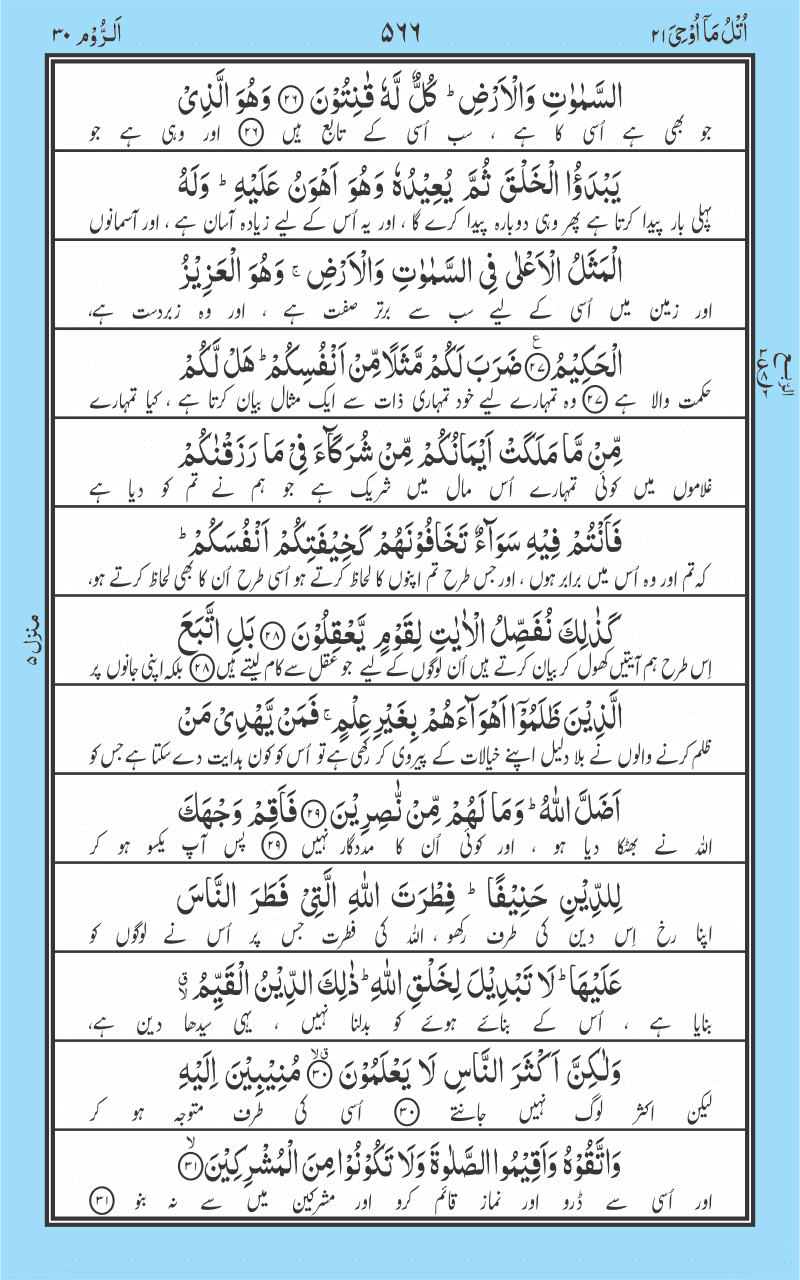 اُتْلُ مَآ اُوْحِیَ ٢١ ٥٦٦ اَلرُّوْم ٣٠
السَّمٰوٰتِ وَالْاَرْضِ ؕ كُلٌّ لَّهٗ قٰنِتُوْنَ ﴿٢٦﴾ وَهُوَ الَّذِیْ
جو بھی ہے اُسی کا ہے ، سب اُسی کے تابع ہیں ﴿٢٦﴾ اور وہی ہے جو
یَبْدَؤُا الْخَلْقَ ثُمَّ یُعِیْدُهٗ وَهُوَ اَهْوَنُ عَلَیْهِ ؕ وَلَهُ
پہلی بار پیدا کرتا ہے پھر وہی دوبارہ پیدا کرے گا ، اور یہ اُس کے لیے زیادہ آسان ہے ، اور آسمانوں
الْمَثَلُ الْاَعْلٰی فِی السَّمٰوٰتِ وَالْاَرْضِ ۚ وَهُوَ الْعَزِیْزُ
اور زمین میں اُسی کے لیے سب سے برتر صفت ہے ، اور وہ زبردست ہے،
الْحَكِیْمُ ﴿٢٧﴾ ع ضَرَبَ لَكُمْ مَّثَلًا مِّنْ اَنْفُسِكُمْ ؕ هَلْ لَّكُمْ
حکمت والا ہے ﴿٢٧﴾ وہ تمہارے لیے خود تمہاری ذات سے ایک مثال بیان کرتا ہے ، کیا تمہارے
مِّنْ مَّا مَلَكَتْ اَیْمَانُكُمْ مِّنْ شُرَكَآءَ فِیْ مَا رَزَقْنٰكُمْ
غلاموں میں کوئی تمہارے اُس مال میں شریک ہے جو ہم نے تم کو دیا ہے
فَاَنْتُمْ فِیْهِ سَوَآءٌ تَخَافُوْنَهُمْ كَخِیْفَتِكُمْ اَنْفُسَكُمْ ؕ
کہ تم اور وہ اُس میں برابر ہوں ، اور جس طرح تم اپنوں کا لحاظ کرتے ہو اُسی طرح اُن کا بھی لحاظ کرتے ہو،
كَذٰلِكَ نُفَصِّلُ الْاٰیٰتِ لِقَوْمٍ یَّعْقِلُوْنَ ﴿٢٨﴾ بَلِ اتَّبَعَ
اِس طرح ہم آیتیں کھول کر بیان کرتے ہیں اُن لوگوں کے لیے جو عقل سے کام لیتے ہیں ﴿٢٨﴾ بلکہ اپنی جانوں پر
الَّذِیْنَ ظَلَمُوْۤا اَهْوَآءَهُمْ بِغَیْرِ عِلْمٍ ۚ فَمَنْ یَّهْدِیْ مَنْ
ظلم کرنے والوں نے بلا دلیل اپنے خیالات کے پیروی کر رکھی ہے تو اُس کو کون ہدایت دے سکتا ہے جس کو
اَضَلَّ اللّٰهُ ؕ وَمَا لَهُمْ مِّنْ نّٰصِرِیْنَ ﴿٢٩﴾ فَاَقِمْ وَجْهَكَ
اللہ نے بھٹکا دیا ہو ، اور کوئی اُن کا مددگار نہیں ﴿٢٩﴾ پس آپ یکسو ہو کر
لِلدِّیْنِ حَنِیْفًا ؕ فِطْرَتَ اللّٰهِ الَّتِیْ فَطَرَ النَّاسَ
اپنا رخ اِس دین کی طرف رکھو ، اللہ کی فطرت جس پر اُس نے لوگوں کو
عَلَیْهَا ؕ لَا تَبْدِیْلَ لِخَلْقِ اللّٰهِ ؕ ذٰلِكَ الدِّیْنُ الْقَیِّمُ ۙۗ
بنایا ہے ، اُس کے بنائے ہوئے کو بدلنا نہیں ، یہی سیدھا دین ہے،
وَلٰكِنَّ اَكْثَرَ النَّاسِ لَا یَعْلَمُوْنَ ﴿٣٠﴾ ۙۗ مُنِیْبِیْنَ اِلَیْهِ
لیکن اکثر لوگ نہیں جانتے ﴿٣٠﴾ اُسی کی طرف متوجہ ہو کر
وَاتَّقُوْهُ وَاَقِیْمُوا الصَّلٰوةَ وَلَا تَكُوْنُوْا مِنَ الْمُشْرِكِیْنَ ﴿٣١﴾ ۙ
اور اُسی سے ڈرو اور نماز قائم کرو اور مشرکین میں سے نہ بنو ﴿٣١﴾
منزل ٥